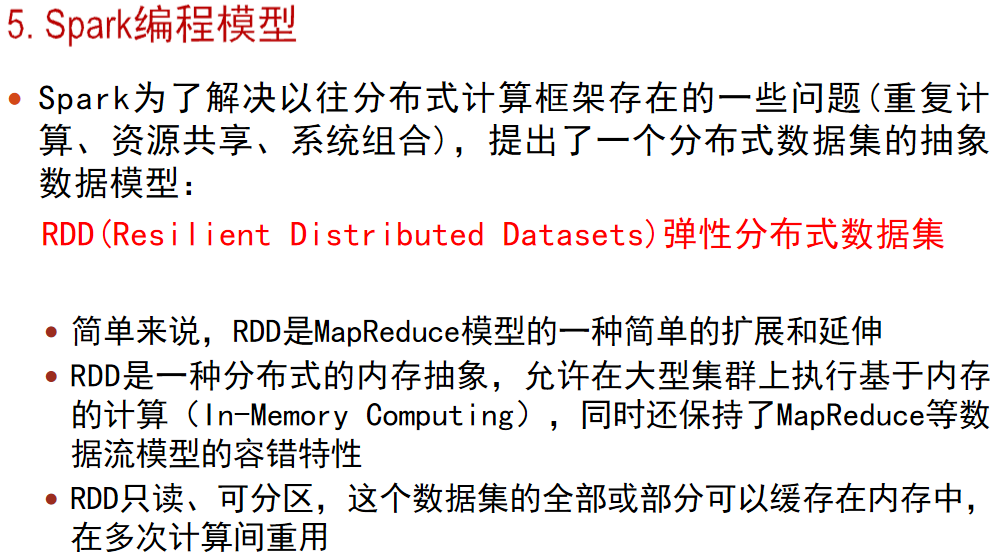 5. Spark编程模型
• Spark为了解决以往分布式计算框架存在的一些问题(重复计
算、资源共享、系统组合),提出了一个分布式数据集的抽象
数据模型:
RDD(Resilient Distributed Datasets)弹性分布式数据集
• 简单来说,RDD是MapReduce模型的一种简单的扩展和延伸
• RDD是一种分布式的内存抽象,允许在大型集群上执行基于内存
的计算（In-Memory Computing）,同时还保持了MapReduce等数
据流模型的容错特性
• RDD只读、可分区,这个数据集的全部或部分可以缓存在内存中,
在多次计算间重用